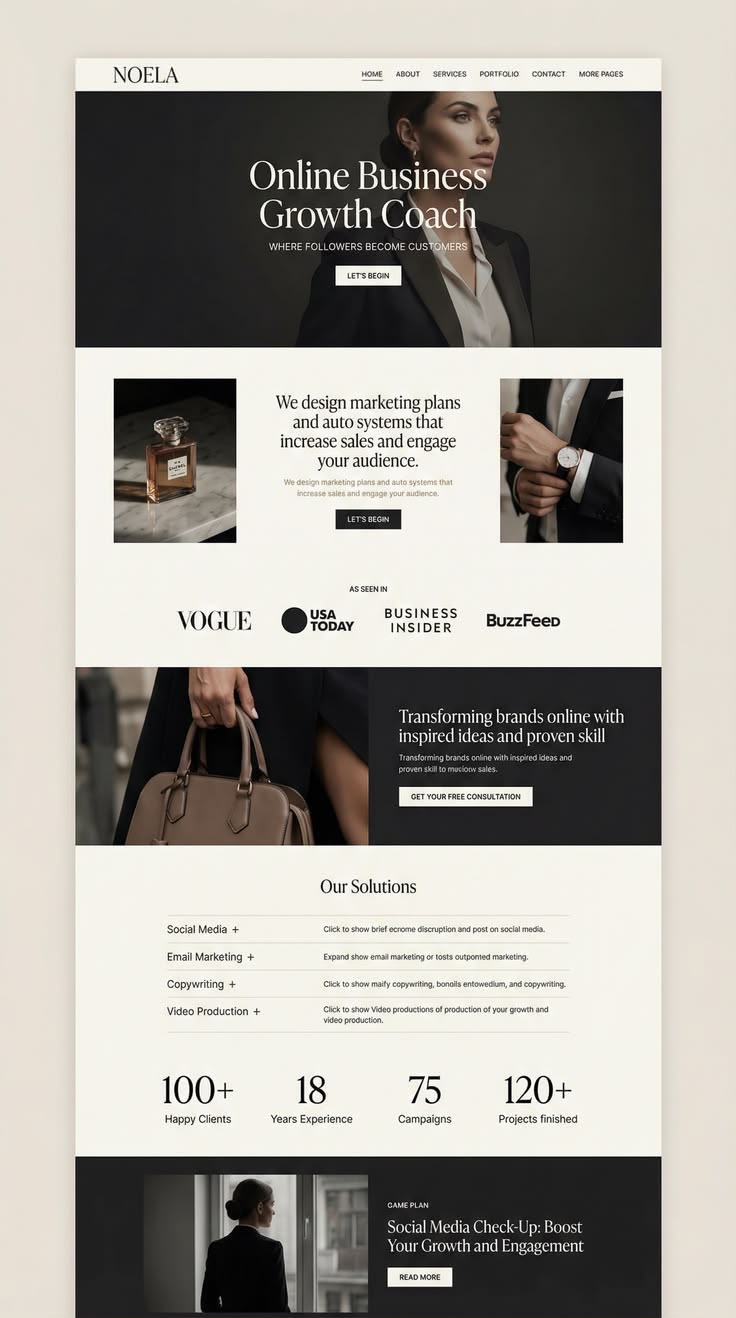 NOELA
HOME ABOUT SERVICES PORTFOLIO CONTACT MORE PAGES
Online Business
Growth Coach
WHERE FOLLOWERS BECOME CUSTOMERS
LET'S BEGIN
We design marketing plans
and auto systems that
increase sales and engage
your audience.
We design marketing plans and auto systems that
increase sales and engage your audience.
LET'S BEGIN
AS SEEN IN
VOGUE
USA
TODAY
BUSINESS
INSIDER
BuzzFeed
Transforming brands online with
inspired ideas and proven skill
Transforming brands online with inspired ideas and
proven skill to sales.
GET YOUR FREE CONSULTATION
Our Solutions
Social Media +
Click to show brief ecrome discruption and post on social media.
Email Marketing +
Expand show email marketing or tosts outpomted marketing.
Copywriting +
Click to show maify copywriting, bonoils entowedium, and copywriting.
Video Production +
Click to show Video productions of production of your growth and
video production.
100+ 18 75 120+
Happy Clients Years Experience Campaigns Projects finished
GAME PLAN
Social Media Check-Up: Boost
Your Growth and Engagement
READ MORE